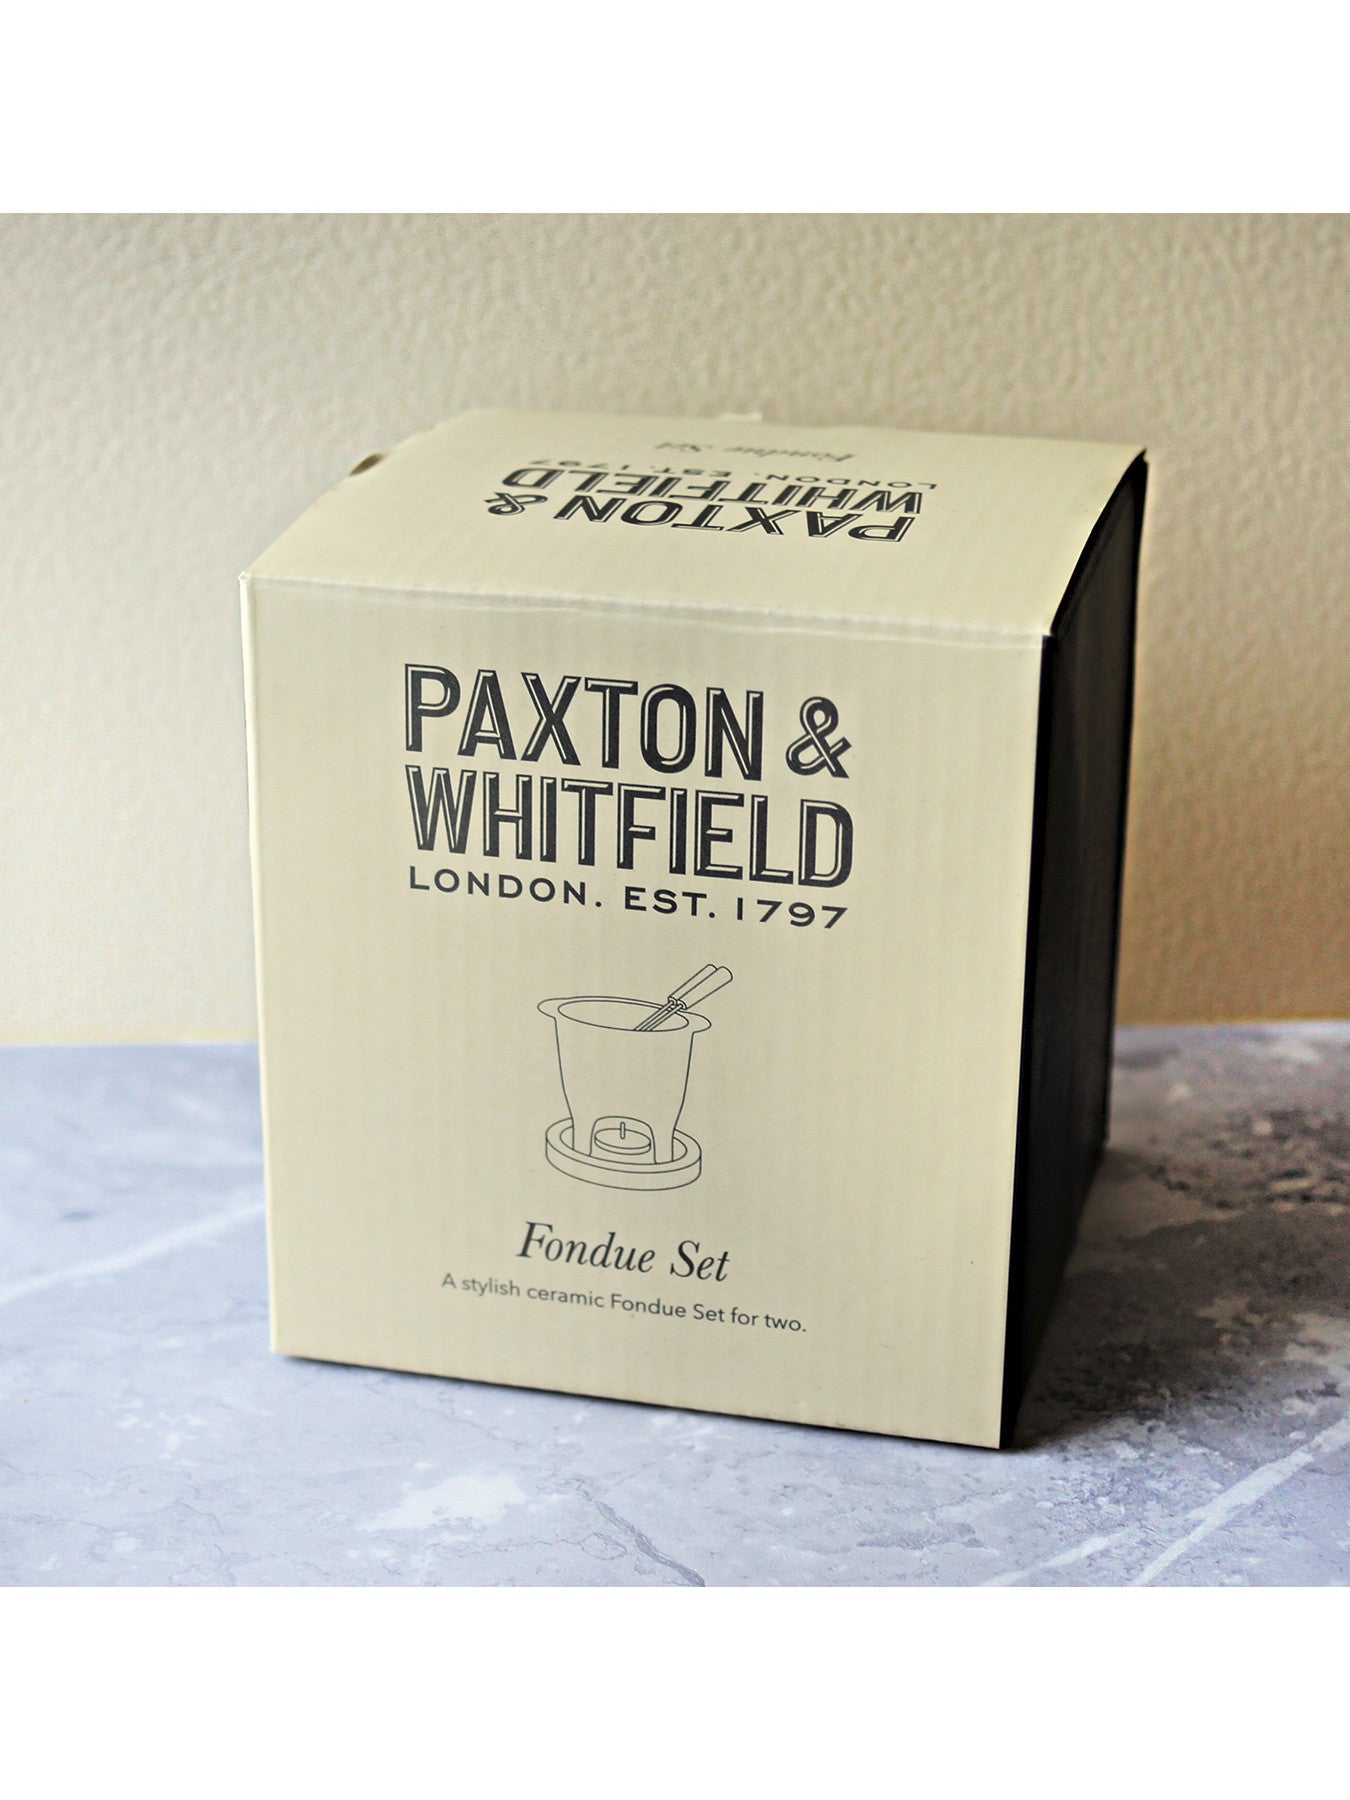 Fondue Set
LONDON. EST. 1797
WHITFIELD
PAXTON &
PAXTON &
WHITFIELD
LONDON. EST. 1797
Fondue Set
A stylish ceramic Fondue Set for two.